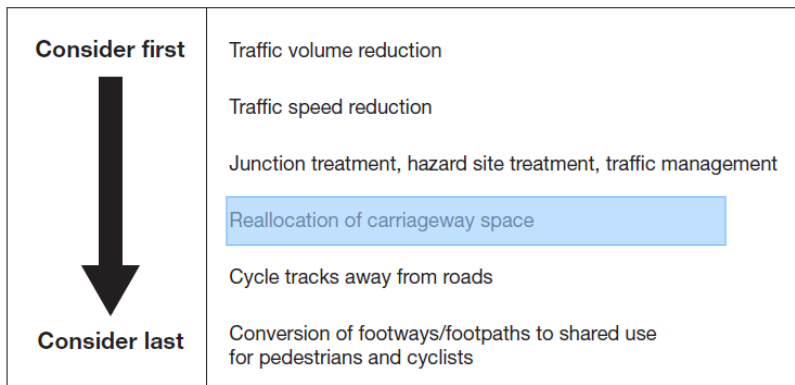 Consider first
Traffic volume reduction
Traffic speed reduction
Junction treatment, hazard site treatment, traffic management
Reallocation of carriageway space
Cycle tracks away from roads
Consider last
Conversion of footways/footpaths to shared use
for pedestrians and cyclists